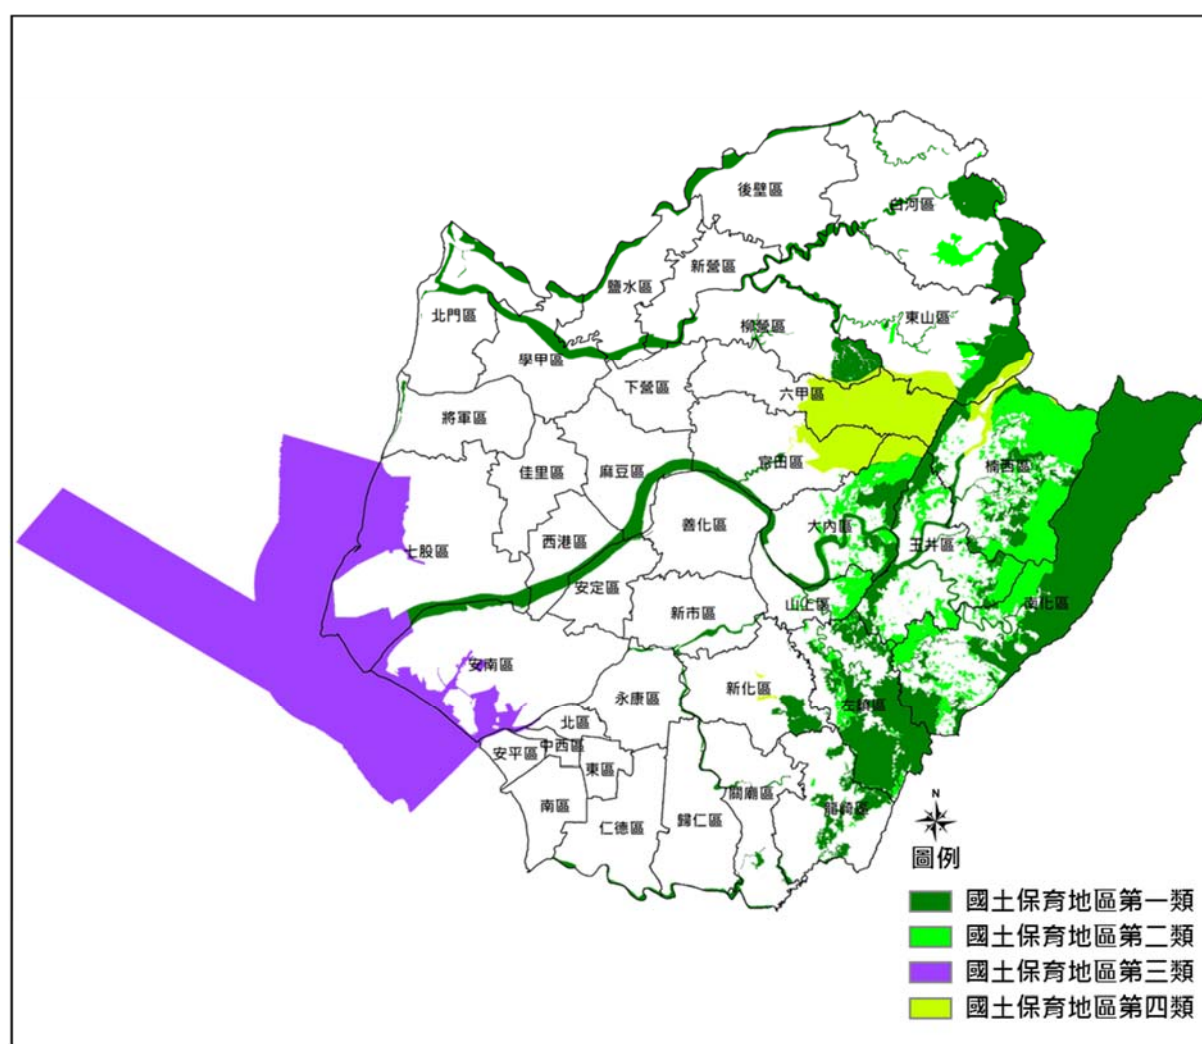 後壁區
白河區
新營區
鹽水區
北門區
東山區
柳營區
學甲區
下營區
六甲區
將軍區
官田區
佳里區
麻豆區
楠西區
善化區
大內區
西港區
七股區
玉井區
安定區
山上區
南化區
新市區
安南區
新化區
永康區
左鎮區
北區
中西區
安平區
東區
關廟區
南區
龍崎區
歸仁區
仁德區
N
圖例
國土保育地區第一類
國土保育地區第二類
國土保育地區第三類
國土保育地區第四類